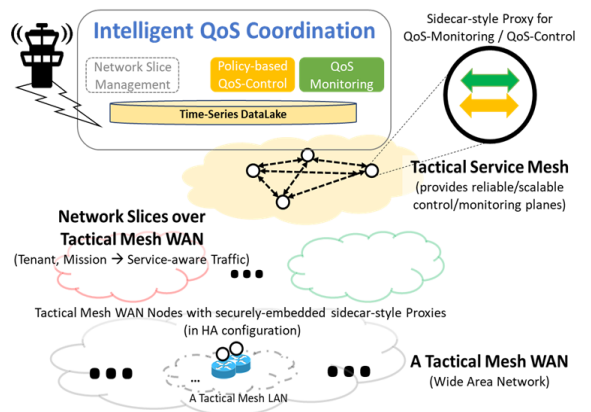 Intelligent QoS Coordination
Sidecar-style Proxy for
QoS-Monitoring / QoS-Control
Network Slice
Management
Policy-based
QoS-Control
QoS
Monitoring
Time-Series DataLake
Tactical Service Mesh
(provides reliable/scalable
control/monitoring planes)
Network Slices over
Tactical Mesh WAN
(Tenant, Mission → Service-aware Traffic)
Tactical Mesh WAN Nodes with securely-embedded sidecar-style Proxies
(in HA configuration)
...
A Tactical Mesh LAN
A Tactical Mesh WAN
(Wide Area Network)